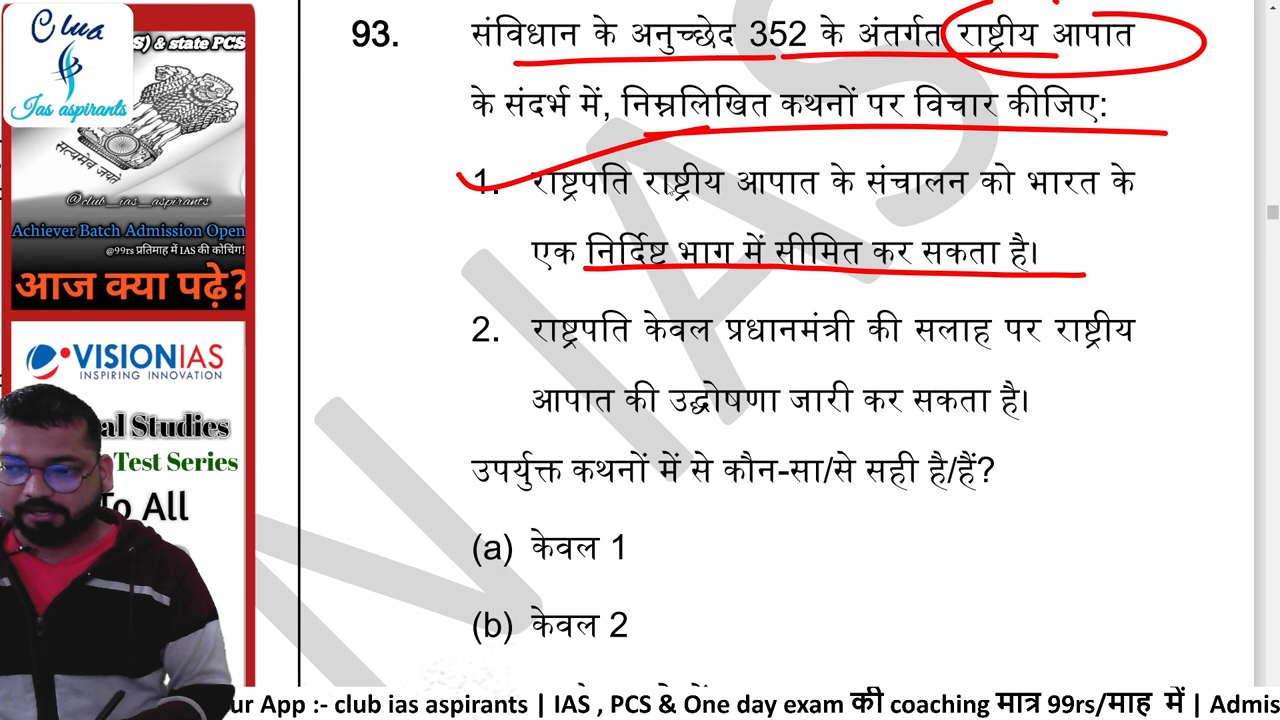 Clua
Ias aspirants
S) & state PCS
सत्यमेव जयते
@club_ias_aspirants
Achiever Batch Admission Open
@99rs प्रतिमाह में IAS की कोचिंग!
आज क्या पढ़े?
VISIONIAS
INSPIRING INNOVATION
al Studies
Test Series
To All
93. संविधान के अनुच्छेद 352 के अंतर्गत राष्ट्रीय आपात
के संदर्भ में, निम्नलिखित कथनों पर विचार कीजिए:
1. राष्ट्रपति राष्ट्रीय आपात के संचालन को भारत के
एक निर्दिष्ट भाग में सीमित कर सकता है।
2. राष्ट्रपति केवल प्रधानमंत्री की सलाह पर राष्ट्रीय
आपात की उद्घोषणा जारी कर सकता है।
उपर्युक्त कथनों में से कौन-सा/से सही है/हैं?
(a) केवल 1
(b) केवल 2
ur App :- club ias aspirants | IAS , PCS & One day exam की coaching मात्र 99rs/माह में | Admis